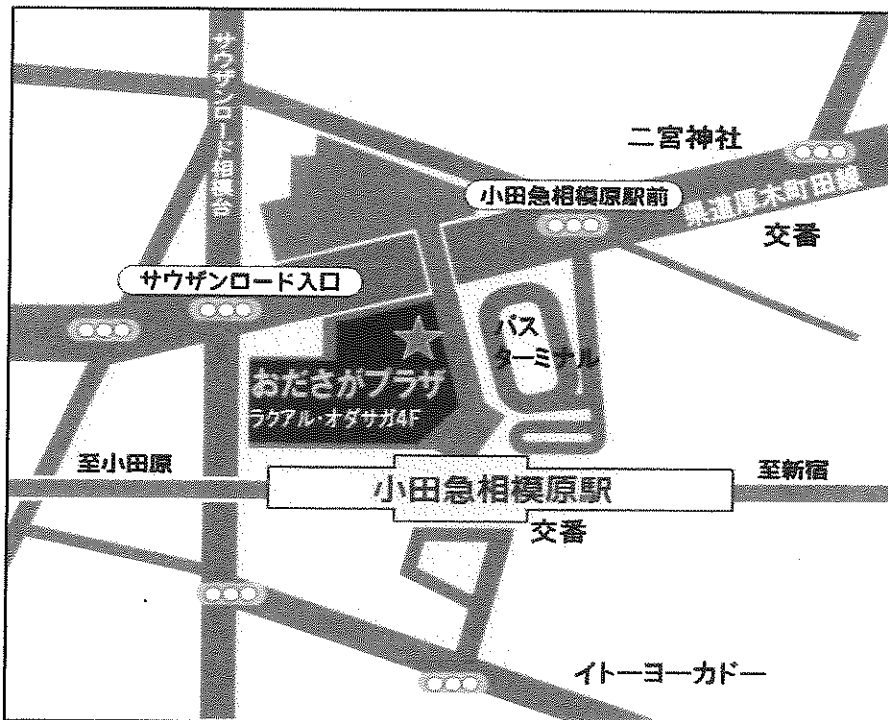 サウザンロード相模台
二宮神社
小田急相模原駅前
県道厚木町田線
交番
サウザンロード入口
バス
ターミナル
おださがプラザ
ラクアル・オダサガ4F
至小田原
小田急相模原駅
至新宿
交番
イトーヨーカドー